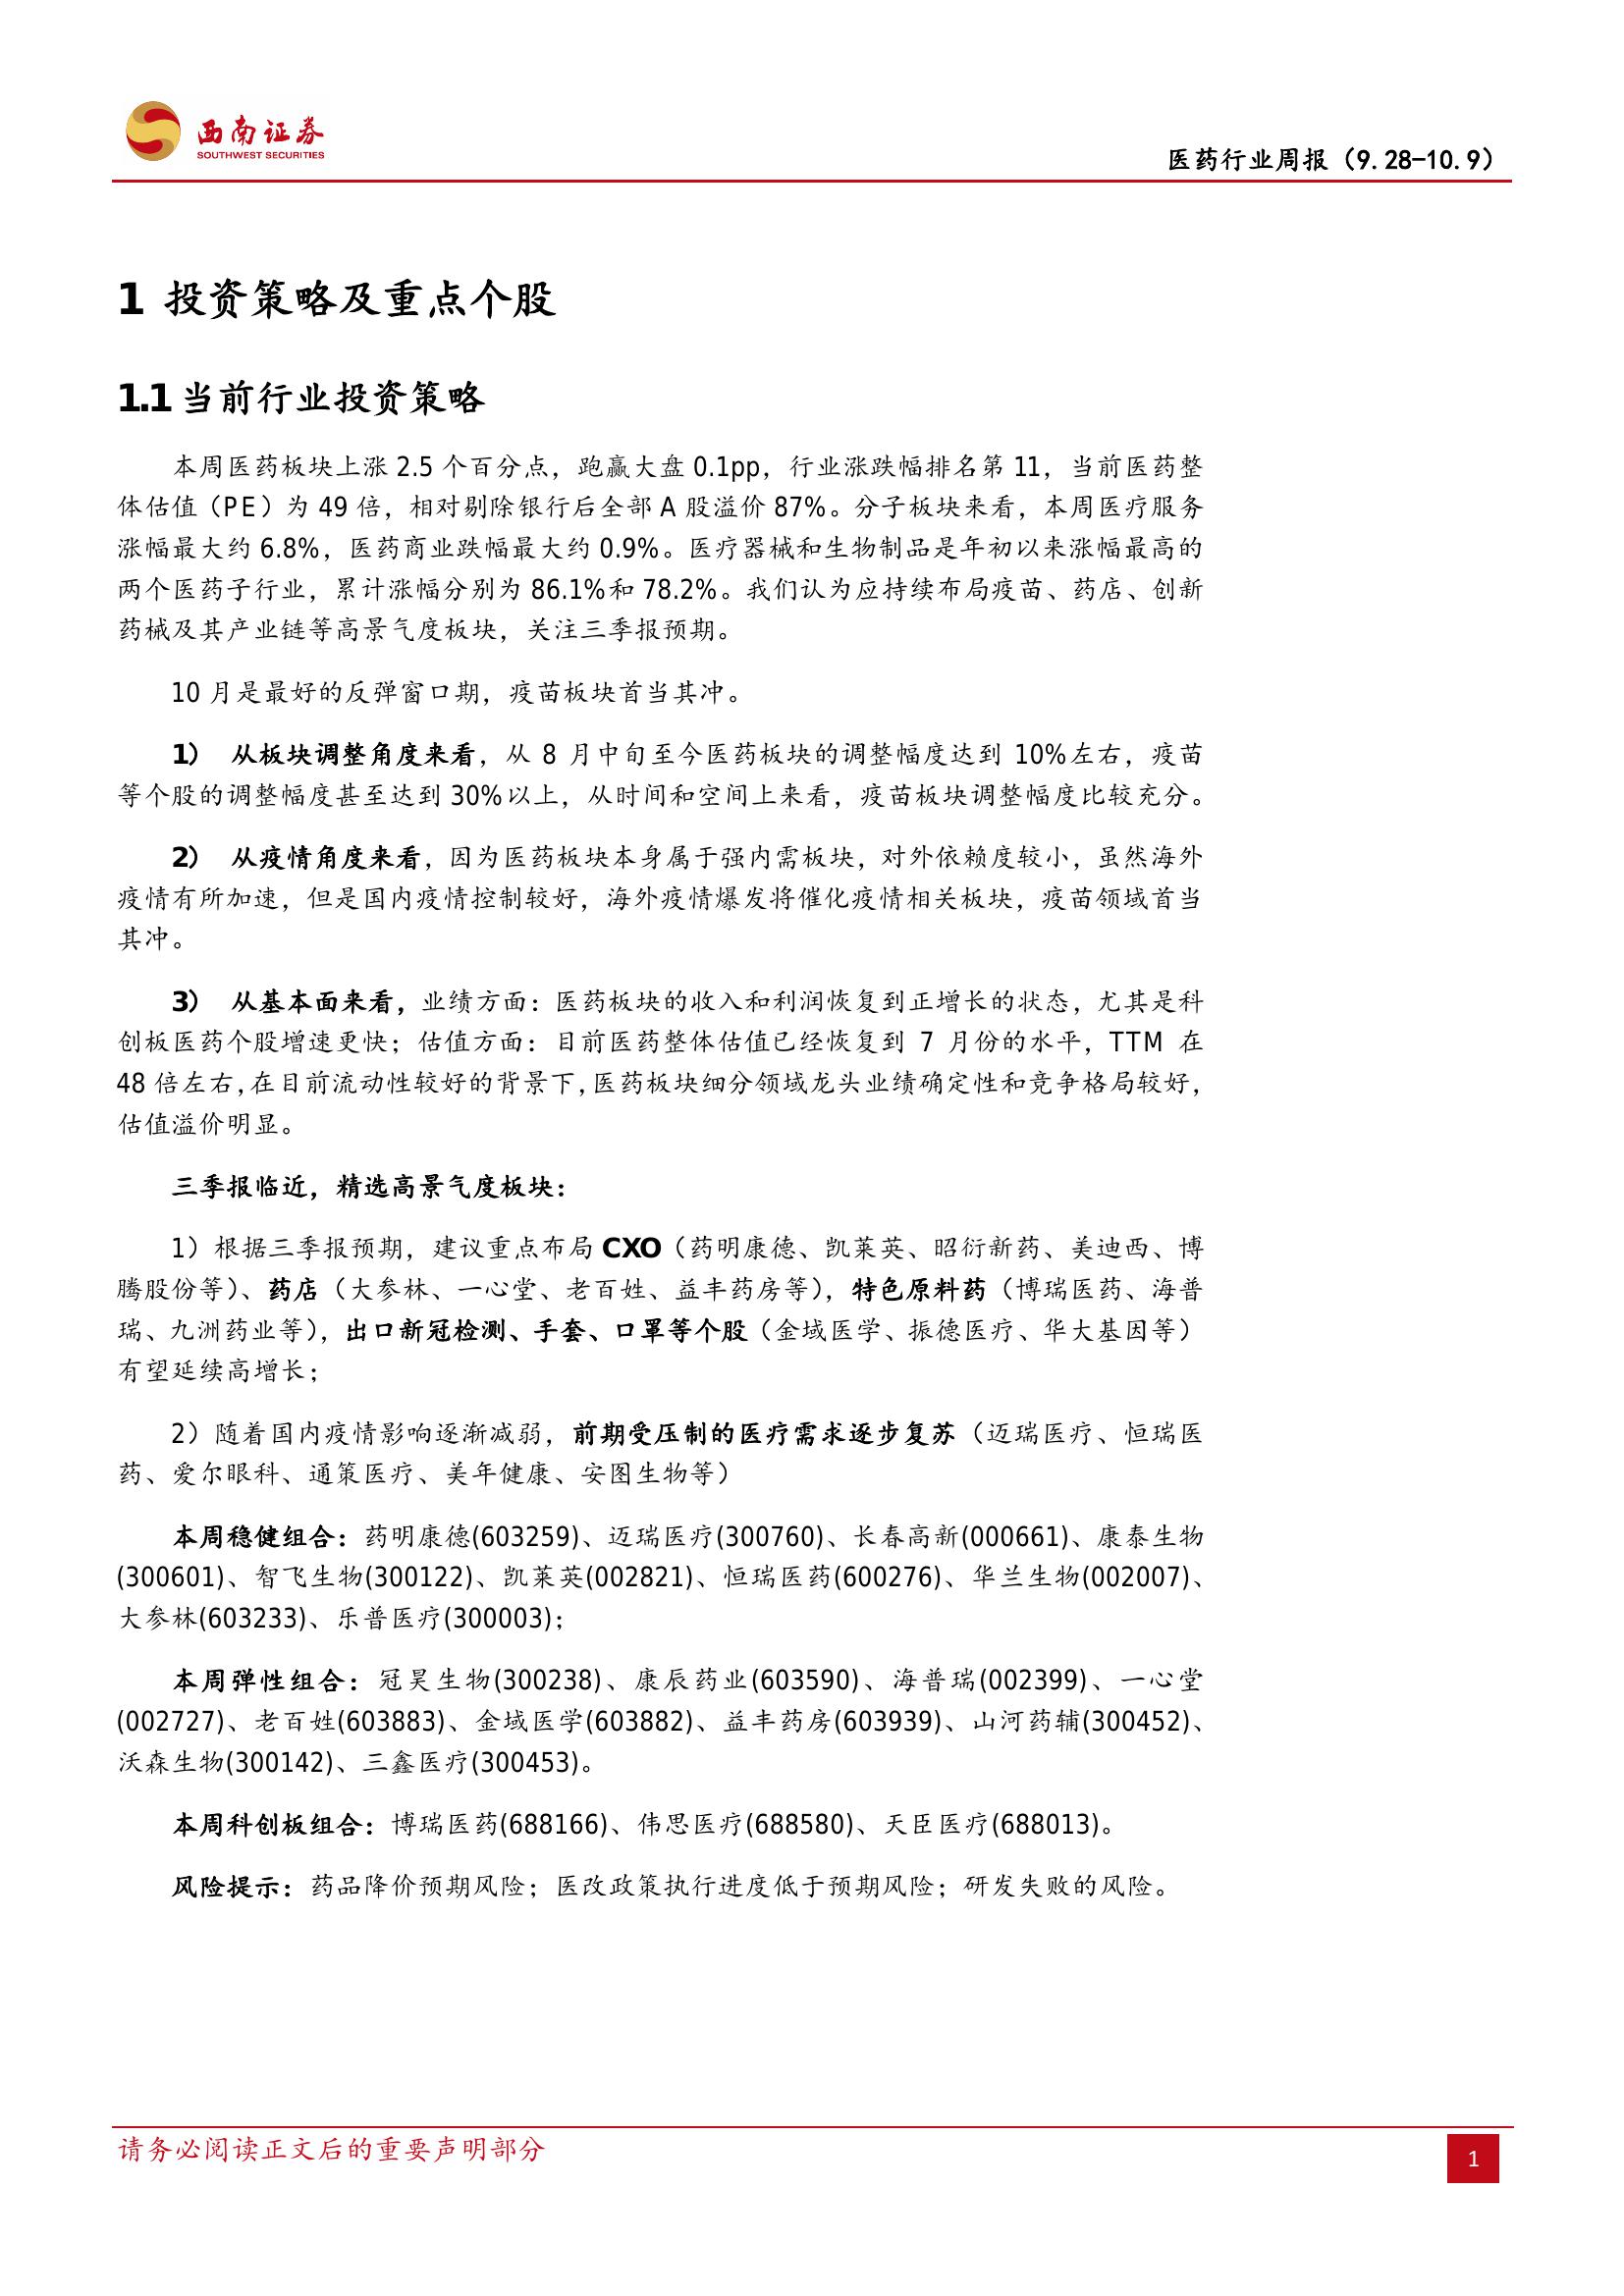 西南证券
SOUTHWEST SECURITIES
医药行业周报（9.28-10.9）
1 投资策略及重点个股
1.1 当前行业投资策略
本周医药板块上涨 2.5 个百分点，跑赢大盘 0.1pp，行业涨跌幅排名第 11，当前医药整
体估值（PE）为 49 倍，相对剔除银行后全部 A 股溢价 87%。分子板块来看，本周医疗服务
涨幅最大约 6.8%，医药商业跌幅最大约 0.9%。医疗器械和生物制品是年初以来涨幅最高的
两个医药子行业，累计涨幅分别为 86.1%和 78.2%。我们认为应持续布局疫苗、药店、创新
药械及其产业链等高景气度板块，关注三季报预期。
10 月是最好的反弹窗口期，疫苗板块首当其冲。
1） 从板块调整角度来看，从 8 月中旬至今医药板块的调整幅度达到 10%左右，疫苗
等个股的调整幅度甚至达到 30%以上，从时间和空间上来看，疫苗板块调整幅度比较充分。
2） 从疫情角度来看，因为医药板块本身属于强内需板块，对外依赖度较小，虽然海外
疫情有所加速，但是国内疫情控制较好，海外疫情爆发将催化疫情相关板块，疫苗领域首当
其冲。
3） 从基本面来看，业绩方面：医药板块的收入和利润恢复到正增长的状态，尤其是科
创板医药个股增速更快；估值方面：目前医药整体估值已经恢复到 7 月份的水平，TTM 在
48 倍左右，在目前流动性较好的背景下，医药板块细分领域龙头业绩确定性和竞争格局较好，
估值溢价明显。
三季报临近，精选高景气度板块：
1）根据三季报预期，建议重点布局 CXO（药明康德、凯莱英、昭衍新药、美迪西、博
腾股份等）、药店（大参林、一心堂、老百姓、益丰药房等），特色原料药（博瑞医药、海普
瑞、九洲药业等），出口新冠检测、手套、口罩等个股（金域医学、振德医疗、华大基因等）
有望延续高增长；
2）随着国内疫情影响逐渐减弱，前期受压制的医疗需求逐步复苏（迈瑞医疗、恒瑞医
药、爱尔眼科、通策医疗、美年健康、安图生物等）
本周稳健组合：药明康德(603259)、迈瑞医疗(300760)、长春高新(000661)、康泰生物
(300601)、智飞生物(300122)、凯莱英(002821)、恒瑞医药(600276)、华兰生物(002007)、
大参林(603233)、乐普医疗(300003)；
本周弹性组合：冠昊生物(300238)、康辰药业(603590)、海普瑞(002399)、一心堂
(002727)、老百姓(603883)、金域医学(603882)、益丰药房(603939)、山河药辅(300452)、
沃森生物(300142)、三鑫医疗(300453)。
本周科创板组合：博瑞医药(688166)、伟思医疗(688580)、天臣医疗(688013)。
风险提示：药品降价预期风险；医改政策执行进度低于预期风险；研发失败的风险。
请务必阅读正文后的重要声明部分
1